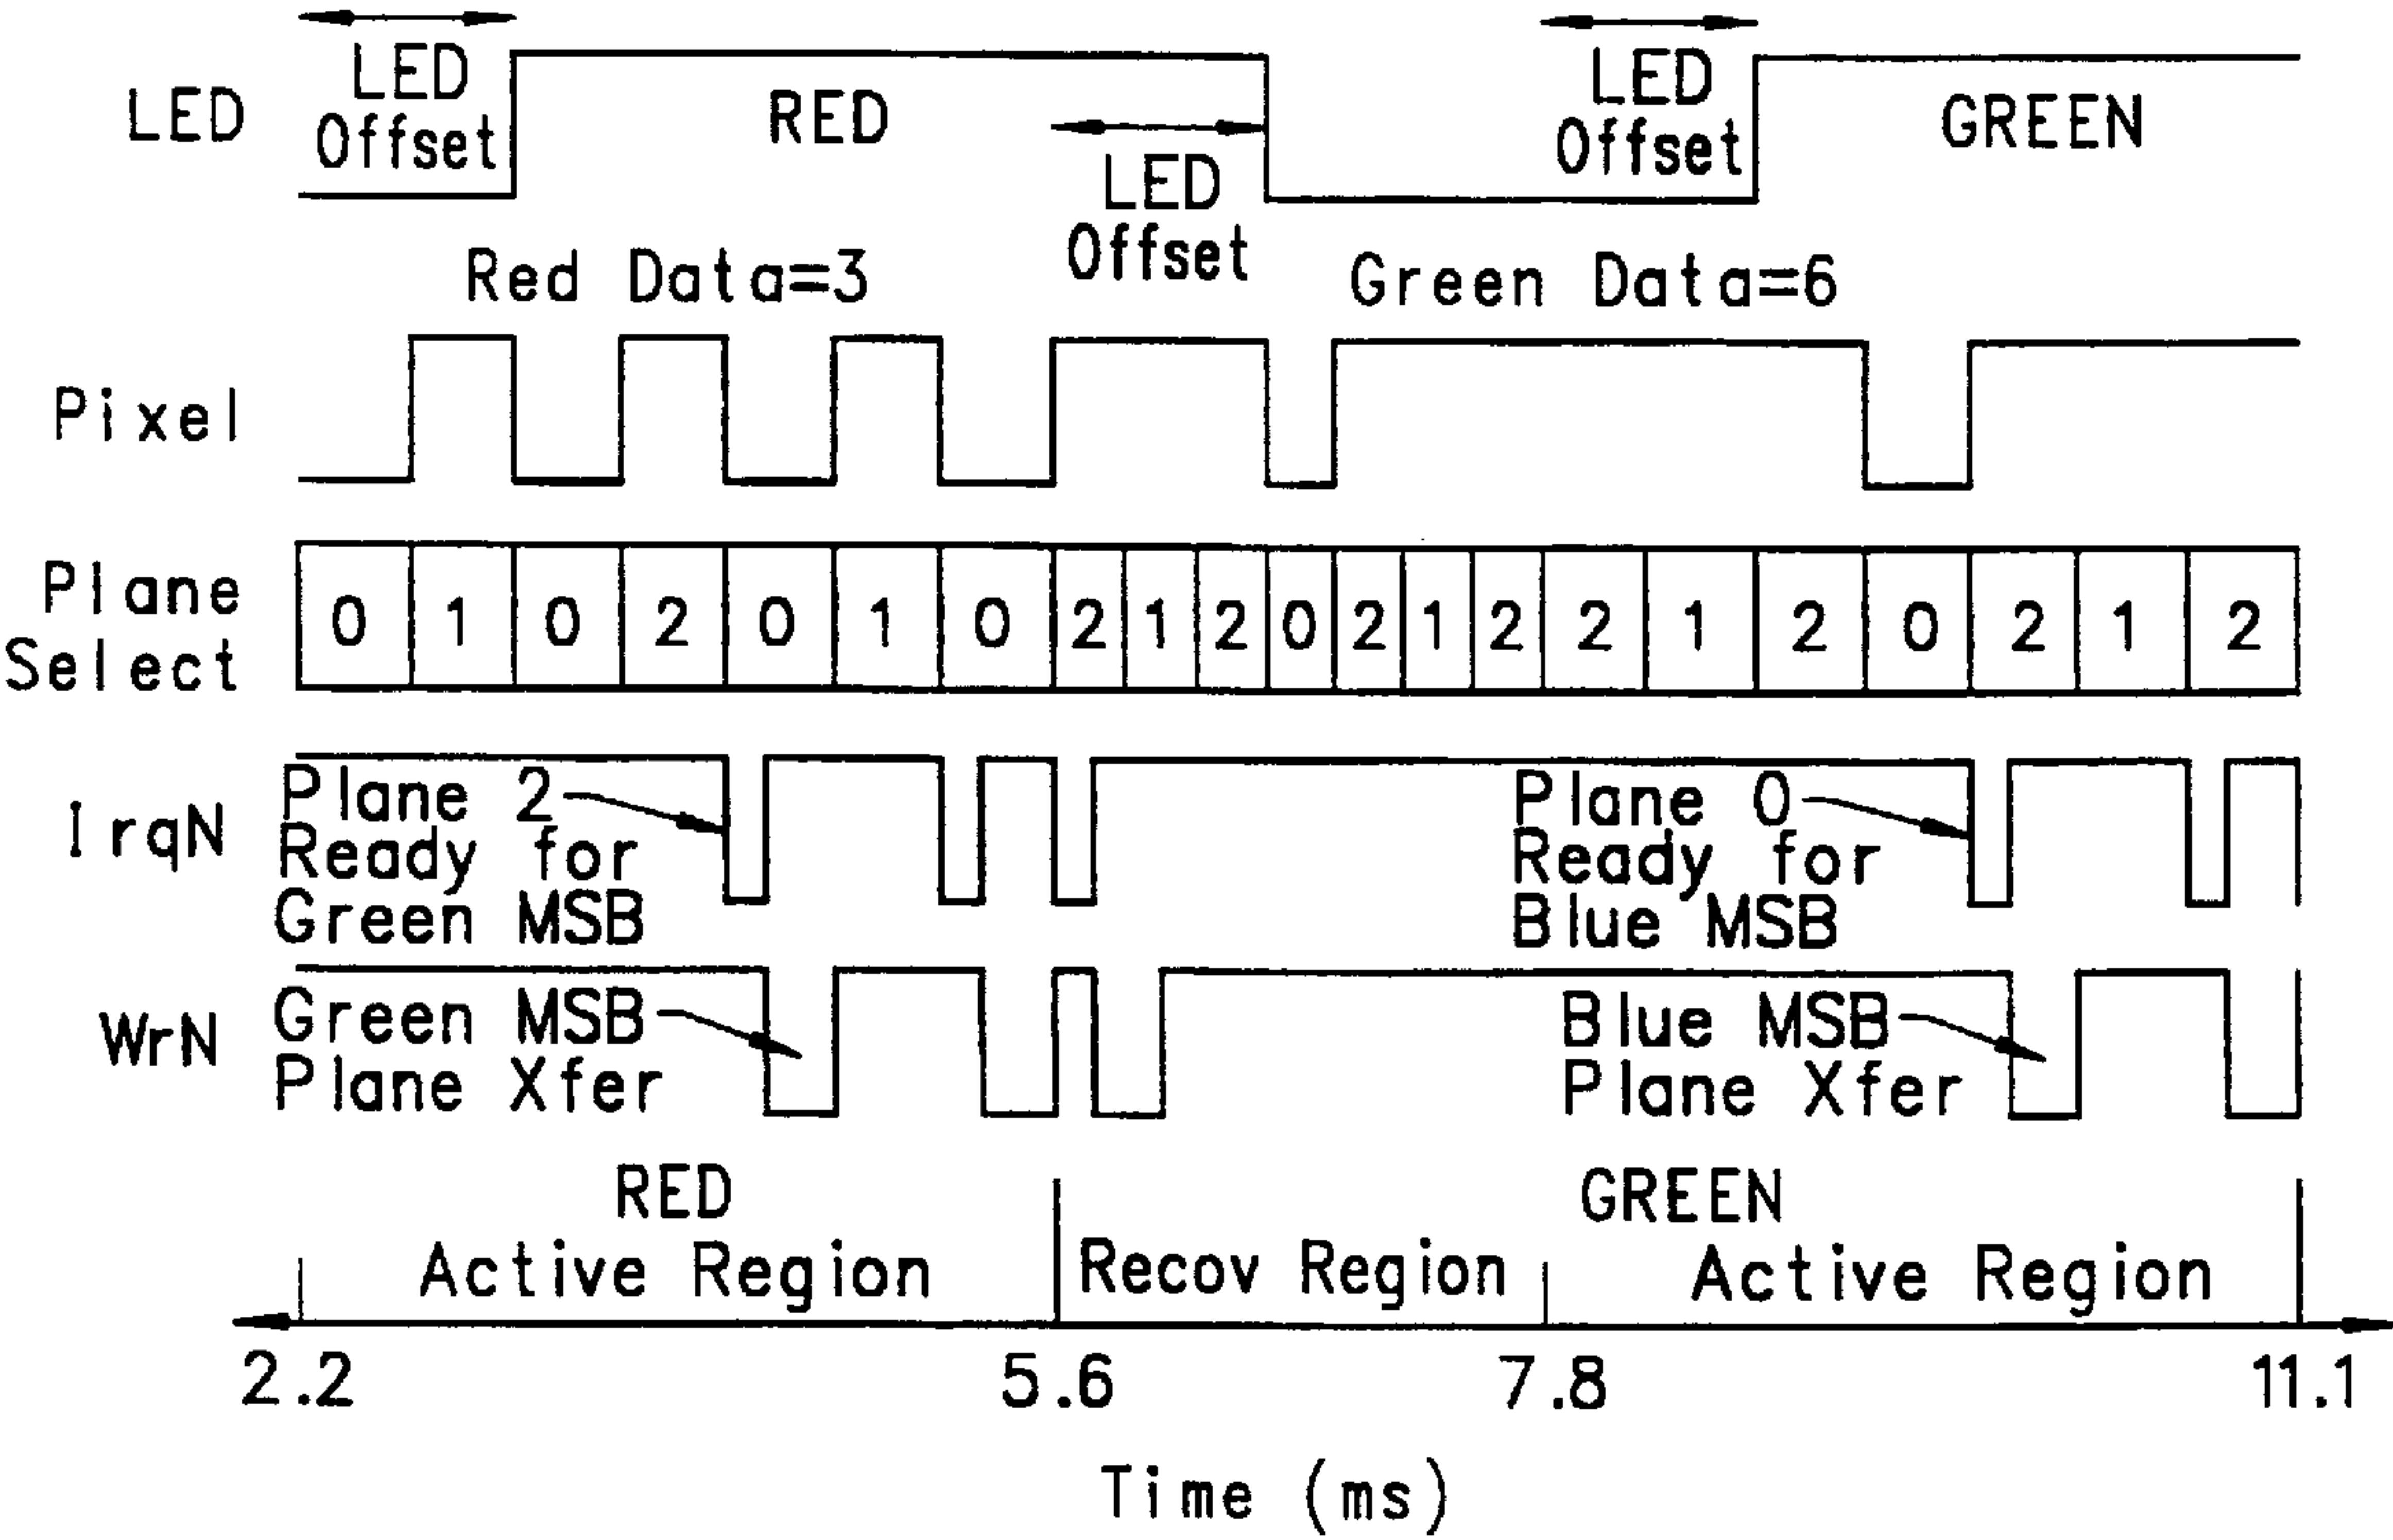 LED
LED
Offset
RED
LED
Offset
LED
Offset
GREEN
Red Data=3
Green Data=6
Pixel
Plane
Select
0 1 0 2 0 1 0 2 1 2 0 2 1 2 2 1 2 0 2 1 2
IrqN
Plane 2
Ready for
Green MSB
Plane 0
Ready for
Blue MSB
WrN
Green MSB
Plane Xfer
Blue MSB
Plane Xfer
RED
GREEN
Active Region
Recov Region
Active Region
2.2 5.6 7.8 11.1
Time (ms)